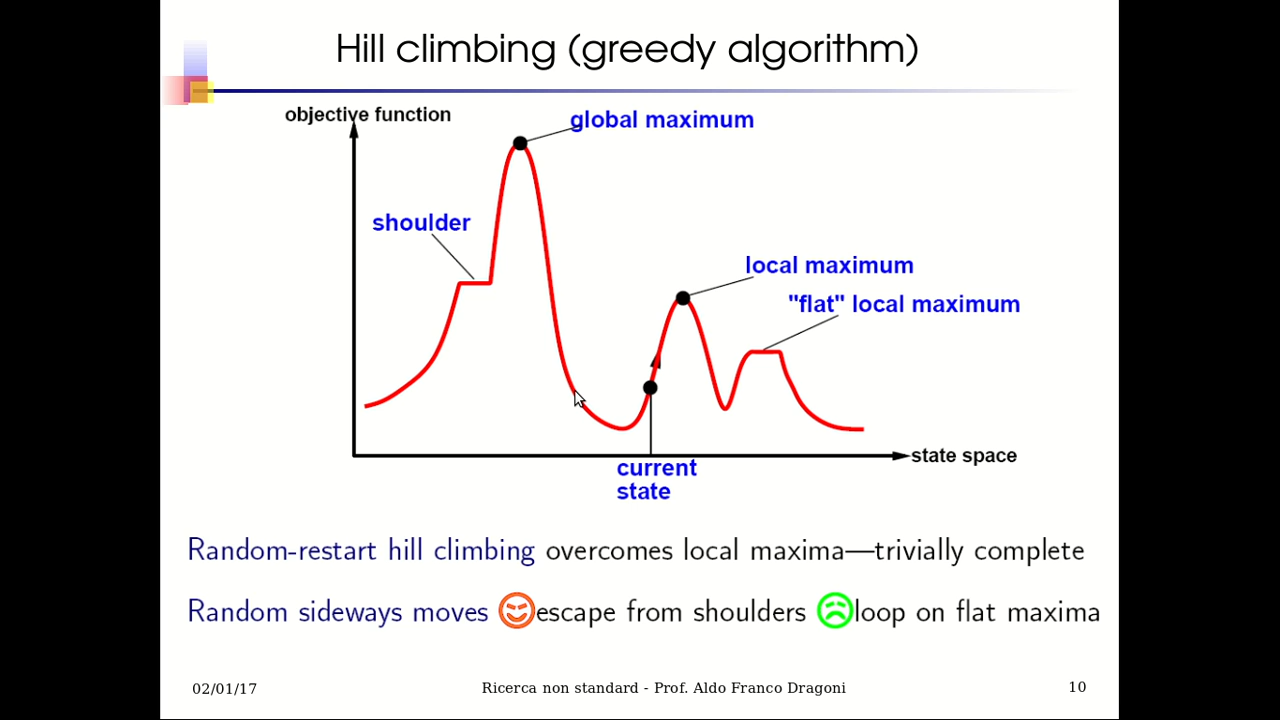 Hill climbing (greedy algorithm)
objective function
global maximum
shoulder
local maximum
"flat" local maximum
state space
current
state
Random-restart hill climbing overcomes local maxima—trivially complete
Random sideways moves escape from shoulders loop on flat maxima
02/01/17
Ricerca non standard - Prof. Aldo Franco Dragoni
10